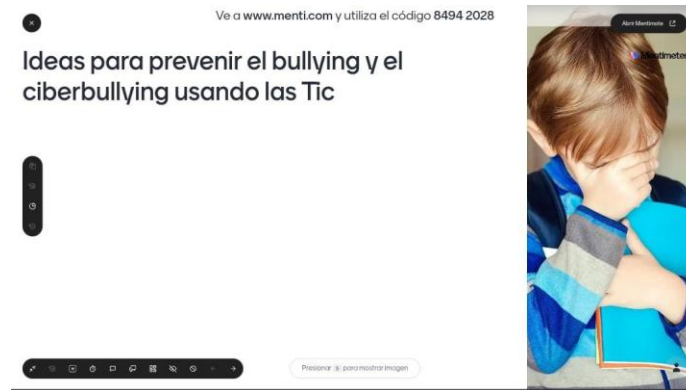 Ve a www.menti.com y utiliza el código 8494 2028
Abrir Mentimeter
Mentimeter
Ideas para prevenir el bullying y el
ciberbullying usando las Tic
Presionar s para mostrar imagen